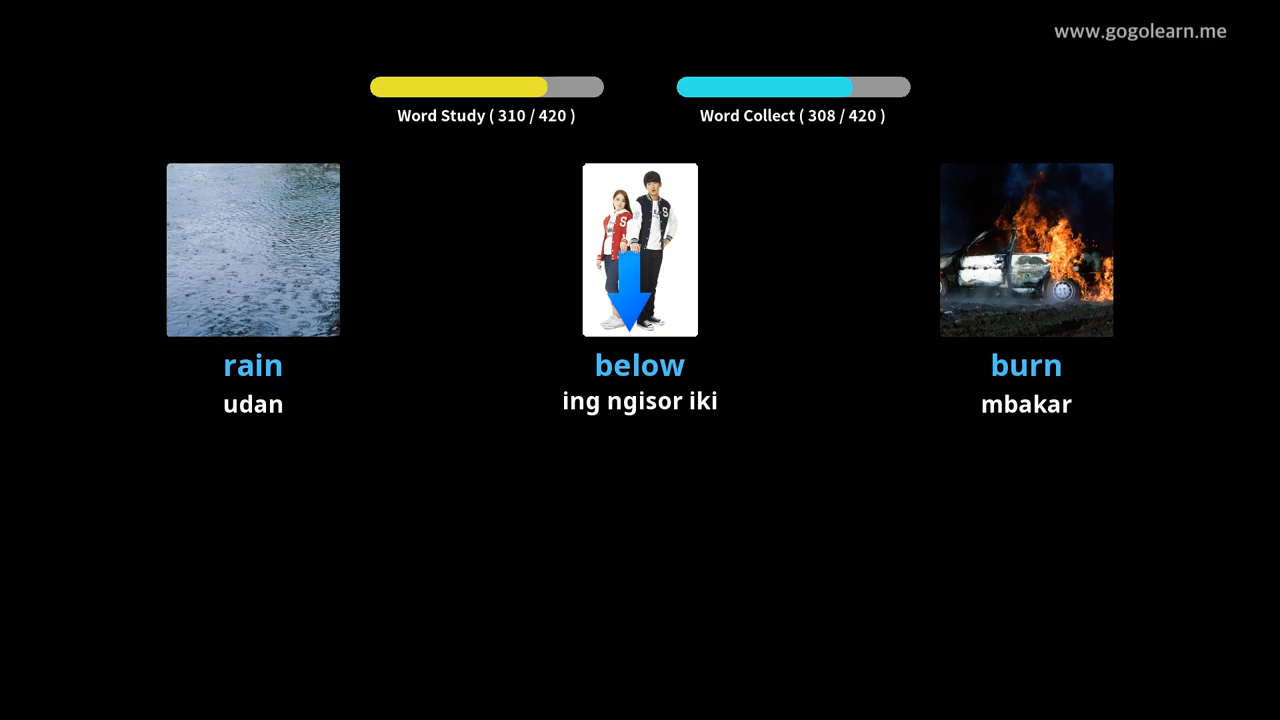 www.gogolearn.me
Word Study ( 310 / 420 )
Word Collect ( 308 / 420 )
rain
below
burn
udan
ing ngisor iki
mbakar